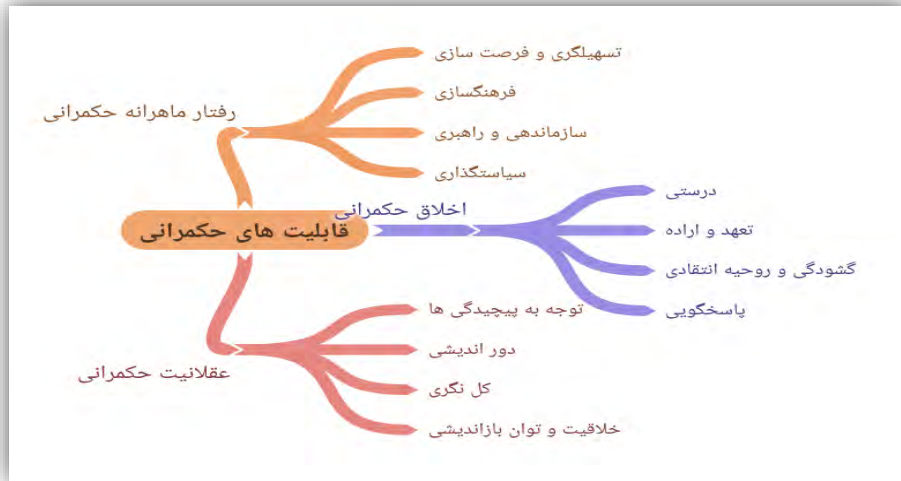 تسهیلگری و فرصت سازی
فرهنگسازی
رفتار ماهرانه حکمرانی
سازماندهی و راهبری
سیاستگذاری
درستی
اخلاق حکمرانی
قابلیت های حکمرانی
تعهد و اراده
گشودگی و روحیه انتقادی
پاسخگویی
توجه به پیچیدگی ها
دور اندیشی
عقلانیت حکمرانی
کل نگری
خلاقیت و توان بازاندیشی